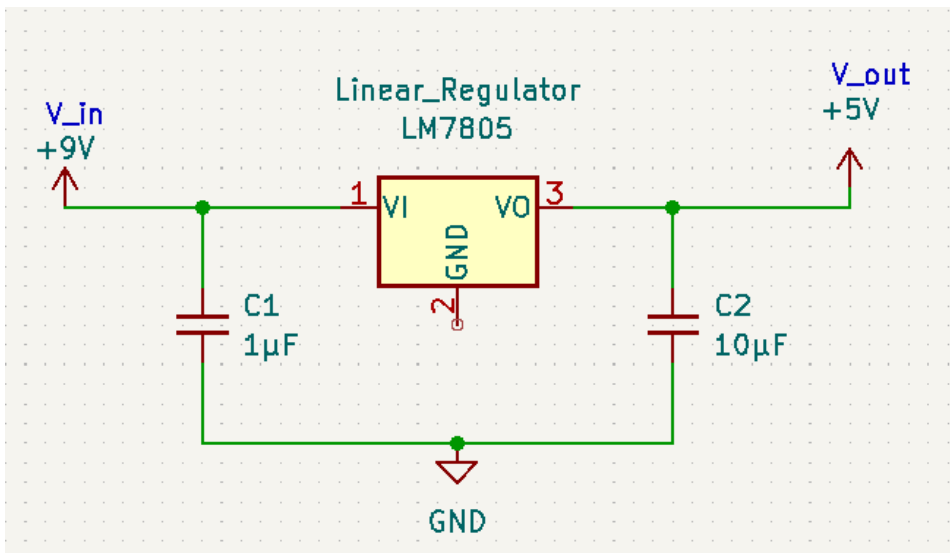 Linear_Regulator
LM7805
V_in
+9V
V_out
+5V
1
VI
VO
3
GND
2
C1
1µF
C2
10µF
GND